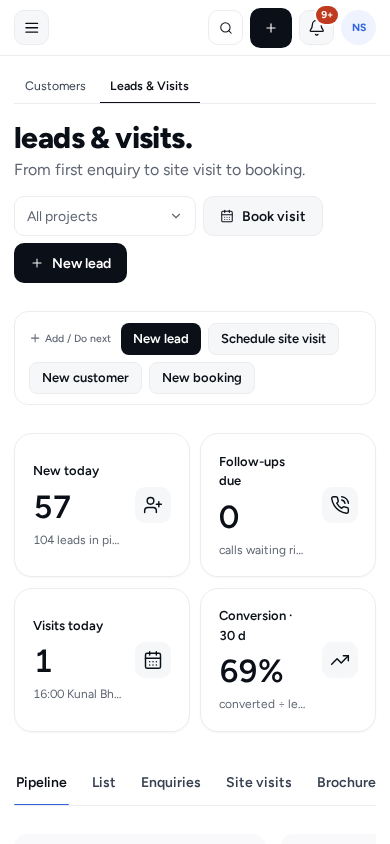 9+
NS
Customers
Leads & Visits
leads & visits.
From first enquiry to site visit to booking.
All projects
Book visit
+ New lead
+ Add / Do next
New lead
Schedule site visit
New customer
New booking
New today
57
104 leads in pi...
Follow-ups
due
0
calls waiting ri...
Visits today
1
16:00 Kunal Bh...
Conversion ·
30 d
69%
converted ÷ le...
Pipeline
List
Enquiries
Site visits
Brochure